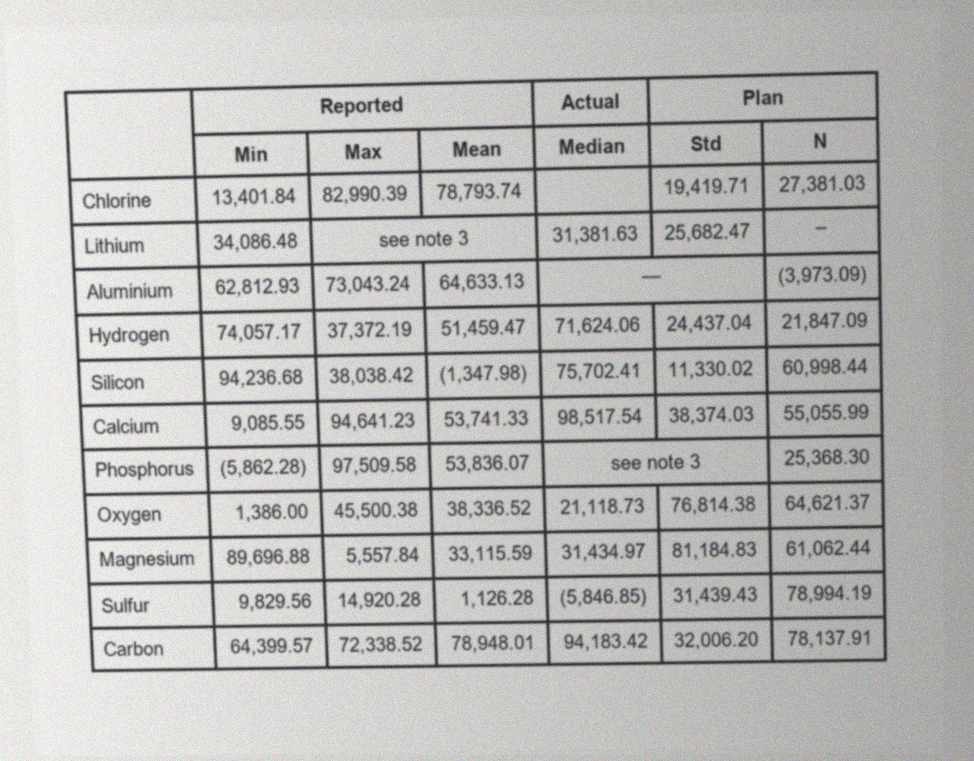 Reported Actual Plan
Min Max Mean Median Std N
Chlorine 13,401.84 82,990.39 78,793.74 19,419.71 27,381.03
Lithium 34,086.48 see note 3 31,381.63 25,682.47 –
Aluminium 62,812.93 73,043.24 64,633.13 — (3,973.09)
Hydrogen 74,057.17 37,372.19 51,459.47 71,624.06 24,437.04 21,847.09
Silicon 94,236.68 38,038.42 (1,347.98) 75,702.41 11,330.02 60,998.44
Calcium 9,085.55 94,641.23 53,741.33 98,517.54 38,374.03 55,055.99
Phosphorus (5,862.28) 97,509.58 53,836.07 see note 3 25,368.30
Oxygen 1,386.00 45,500.38 38,336.52 21,118.73 76,814.38 64,621.37
Magnesium 89,696.88 5,557.84 33,115.59 31,434.97 81,184.83 61,062.44
Sulfur 9,829.56 14,920.28 1,126.28 (5,846.85) 31,439.43 78,994.19
Carbon 64,399.57 72,338.52 78,948.01 94,183.42 32,006.20 78,137.91